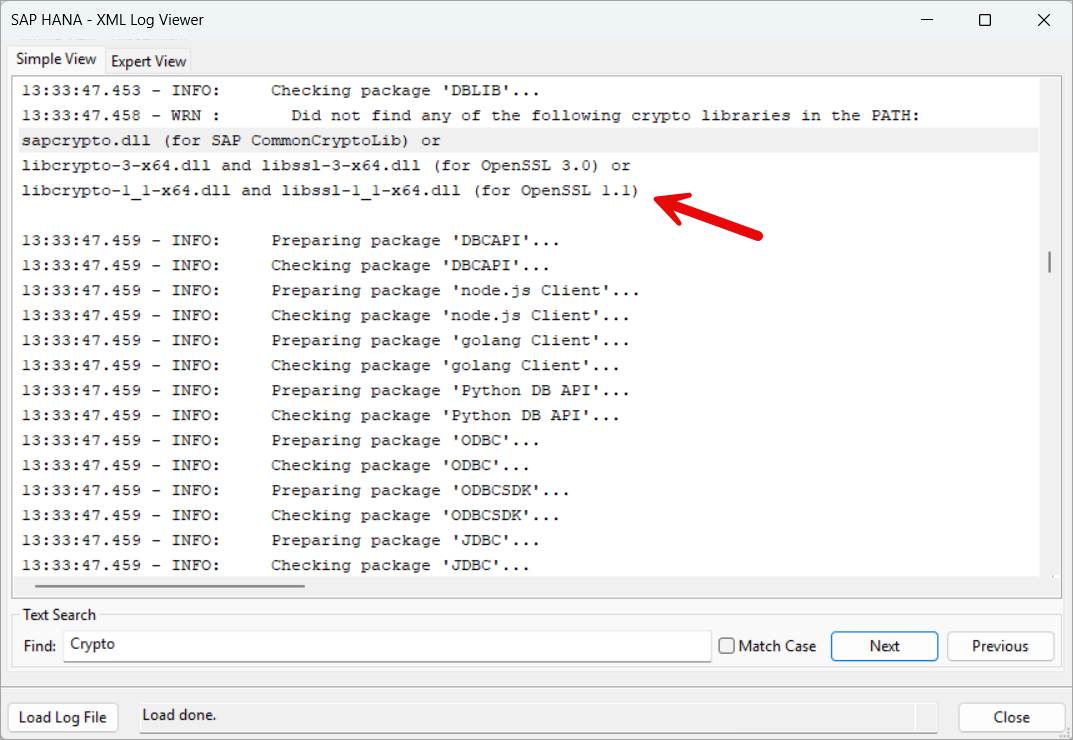 SAP HANA - XML Log Viewer
Simple View Expert View
13:33:47.453 - INFO: Checking package 'DBLIB'...
13:33:47.458 - WRN : Did not find any of the following crypto libraries in the PATH:
sapcrypto.dll (for SAP CommonCryptoLib) or
libcrypto-3-x64.dll and libssl-3-x64.dll (for OpenSSL 3.0) or
libcrypto-1_1-x64.dll and libssl-1_1-x64.dll (for OpenSSL 1.1)
13:33:47.459 - INFO: Preparing package 'DBCAPI'...
13:33:47.459 - INFO: Checking package 'DBCAPI'...
13:33:47.459 - INFO: Preparing package 'node.js Client'...
13:33:47.459 - INFO: Checking package 'node.js Client'...
13:33:47.459 - INFO: Preparing package 'golang Client'...
13:33:47.459 - INFO: Checking package 'golang Client'...
13:33:47.459 - INFO: Preparing package 'Python DB API'...
13:33:47.459 - INFO: Checking package 'Python DB API'...
13:33:47.459 - INFO: Preparing package 'ODBC'...
13:33:47.459 - INFO: Checking package 'ODBC'...
13:33:47.459 - INFO: Preparing package 'ODBCSDK'...
13:33:47.459 - INFO: Checking package 'ODBCSDK'...
13:33:47.459 - INFO: Preparing package 'JDBC'...
13:33:47.459 - INFO: Checking package 'JDBC'...
Text Search
Find: Crypto Match Case Next Previous
Load Log File Load done. Close